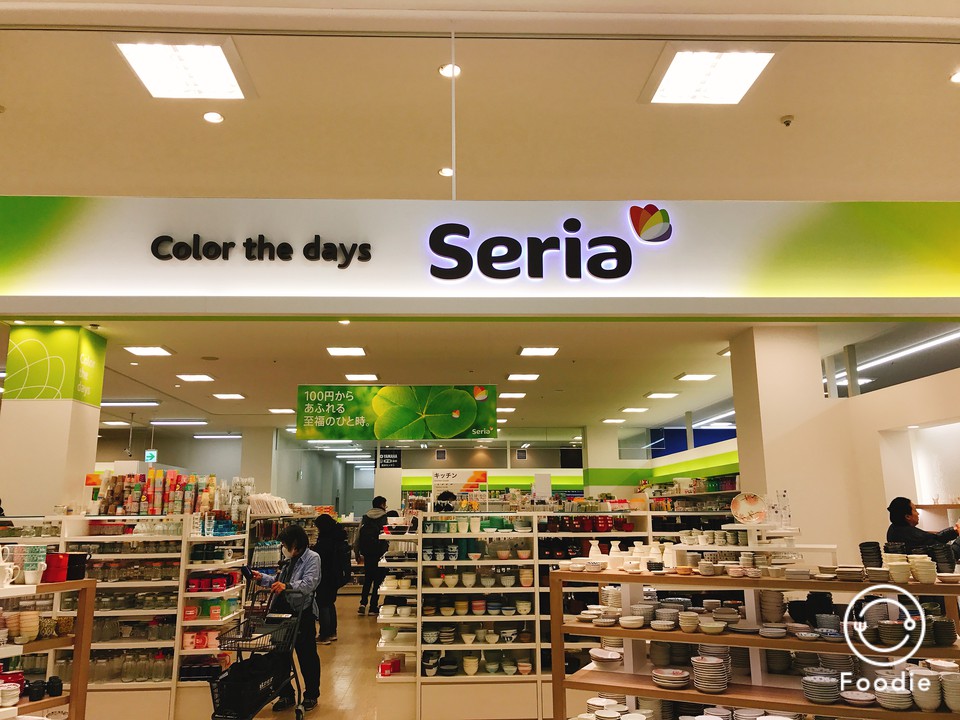 Color the days Seria
100円から
あふれる
至福のひと時。
Seria
キッチン
YAMAHA
Foodie